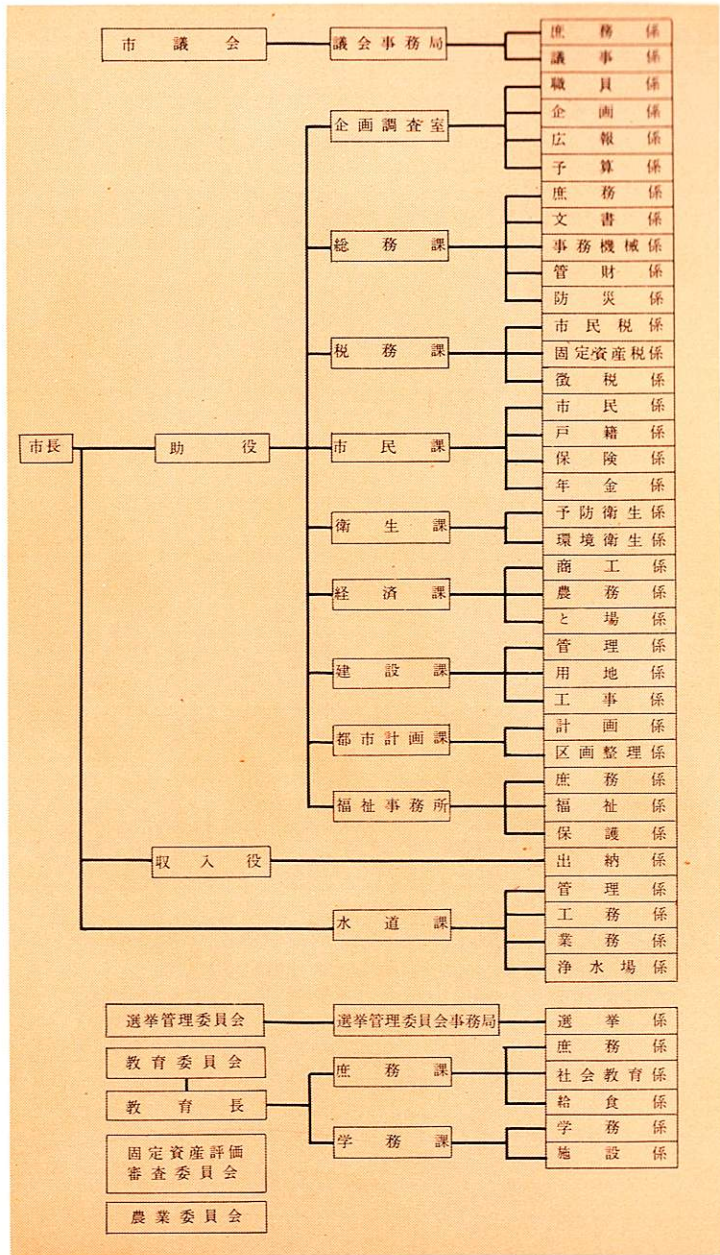 市議会
議会事務局
庶務係
議事係
企画調査室
職員係
企画係
広報係
予算係
総務課
庶務係
文書係
事務機械係
管財係
防災係
税務課
市民税係
固定資産税係
徴税係
市長
助役
市民課
市民係
戸籍係
保険係
年金係
衛生課
予防衛生係
環境衛生係
経済課
商工係
農務係
と場係
建設課
管理係
用地係
工事係
都市計画課
計画係
区画整理係
福祉事務所
庶務係
福祉係
保護係
収入役
出納係
水道課
管理係
工務係
業務係
浄水場係
選挙管理委員会
選挙管理委員会事務局
選挙係
教育委員会
教育長
庶務課
庶務係
社会教育係
給食係
学務課
学務係
施設係
固定資産評価
審査委員会
農業委員会